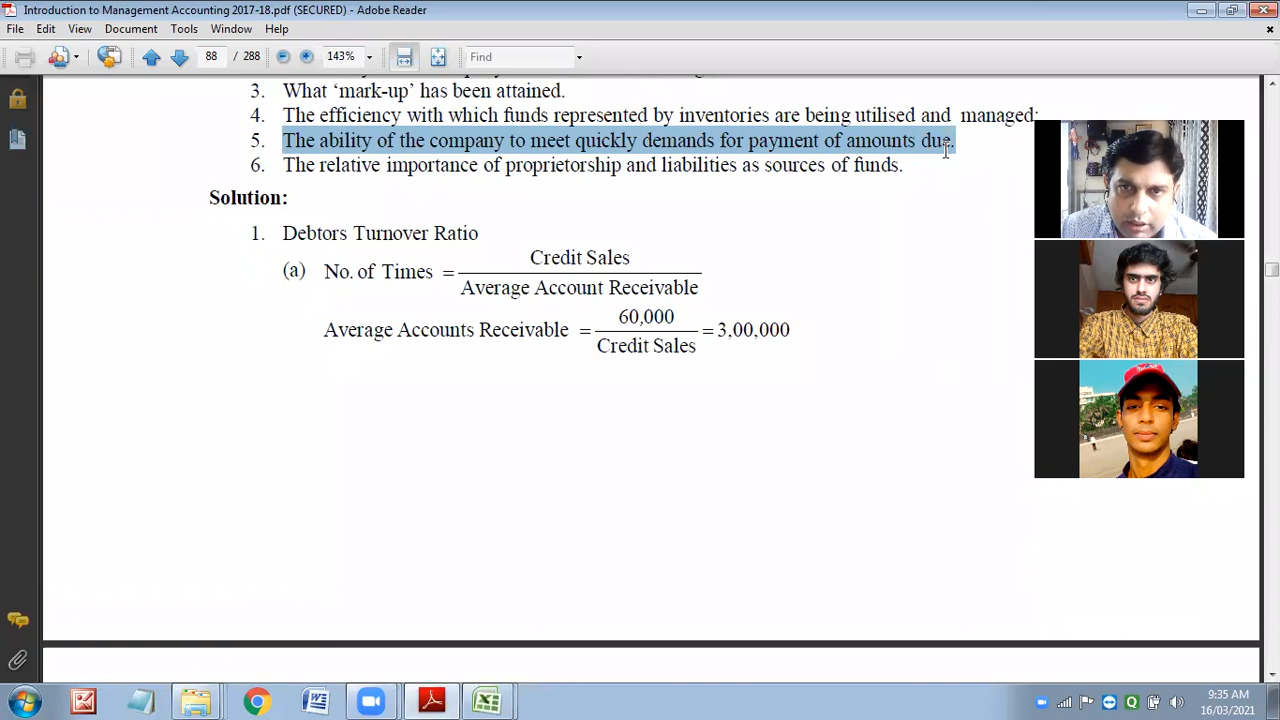 Introduction to Management Accounting 2017-18.pdf (SECURED) - Adobe Reader
File Edit View Document Tools Window Help
88 / 288 143% Find
3. What ‘mark-up’ has been attained.
4. The efficiency with which funds represented by inventories are being utilised and managed;
5. The ability of the company to meet quickly demands for payment of amounts due.
6. The relative importance of proprietorship and liabilities as sources of funds.
Solution:
1. Debtors Turnover Ratio
(a) No. of Times = Credit Sales
Average Account Receivable
Average Accounts Receivable = 60,000 = 3,00,000
Credit Sales
9:35 AM
16/03/2021